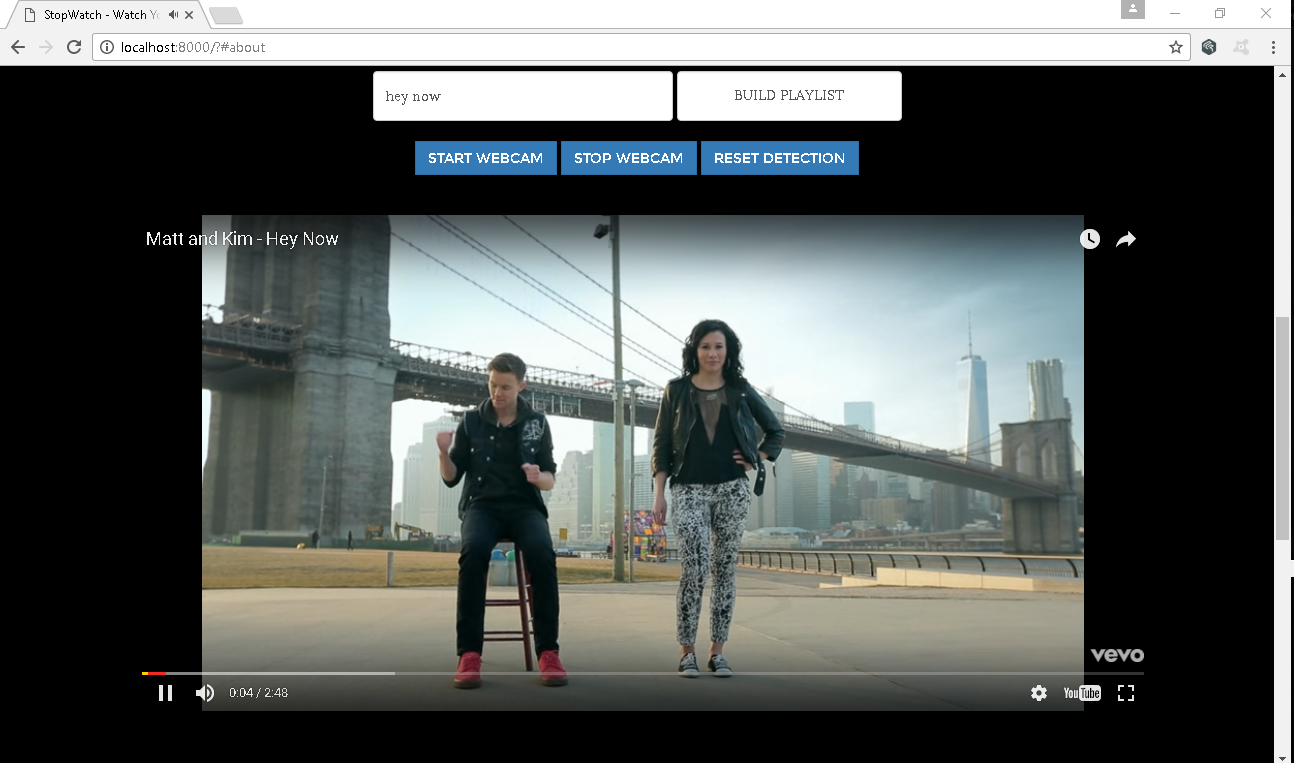 StopWatch - Watch Yo
localhost:8000/?#about
hey now
BUILD PLAYLIST
START WEBCAM
STOP WEBCAM
RESET DETECTION
Matt and Kim - Hey Now
vevo
0:04 / 2:48
YouTube